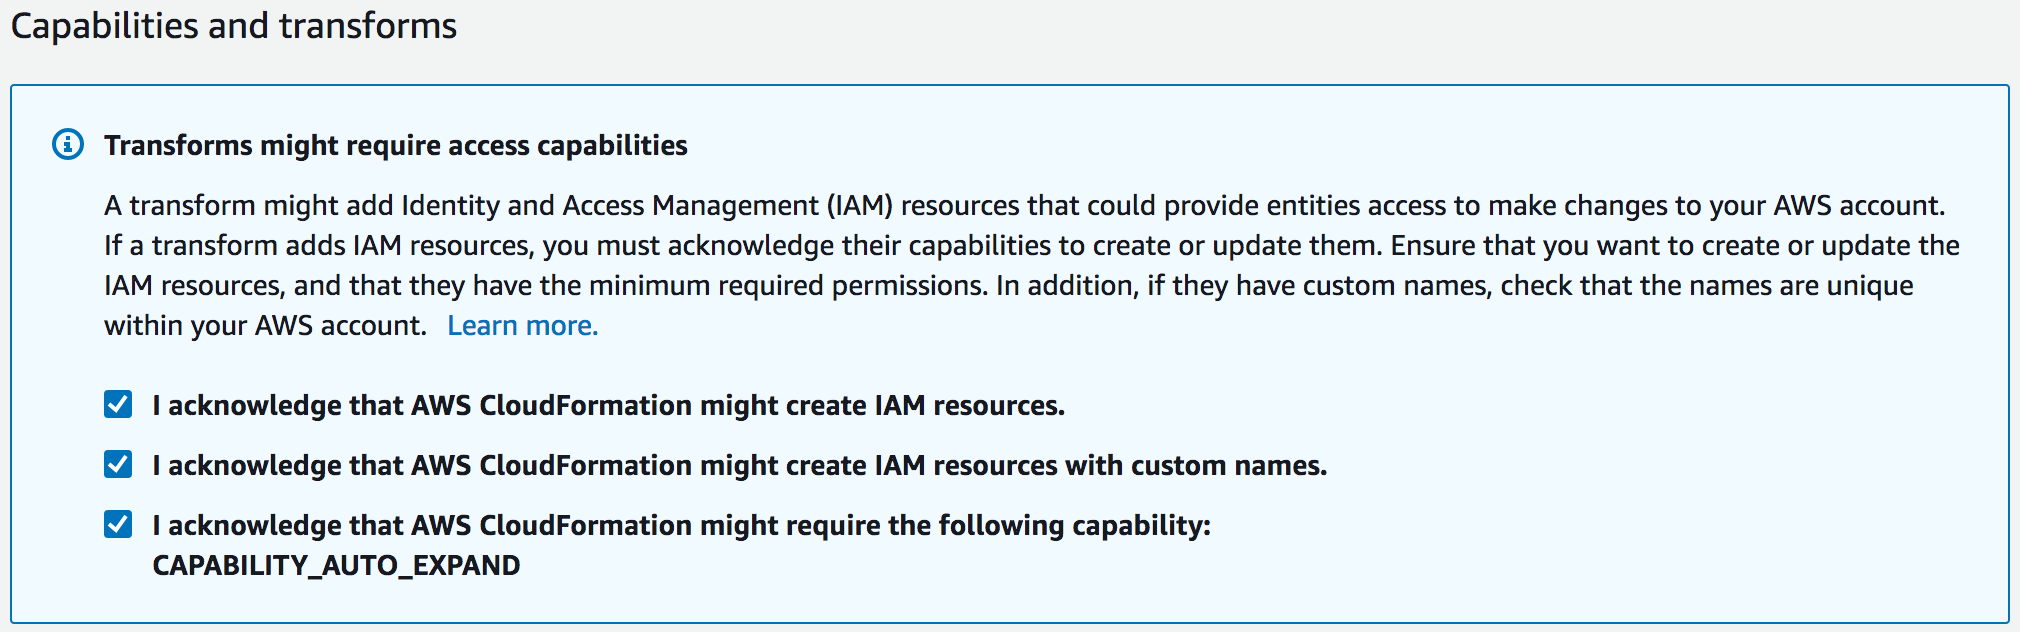 Capabilities and transforms
Transforms might require access capabilities
A transform might add Identity and Access Management (IAM) resources that could provide entities access to make changes to your AWS account.
If a transform adds IAM resources, you must acknowledge their capabilities to create or update them. Ensure that you want to create or update the
IAM resources, and that they have the minimum required permissions. In addition, if they have custom names, check that the names are unique
within your AWS account. Learn more.
I acknowledge that AWS CloudFormation might create IAM resources.
I acknowledge that AWS CloudFormation might create IAM resources with custom names.
I acknowledge that AWS CloudFormation might require the following capability:
CAPABILITY_AUTO_EXPAND